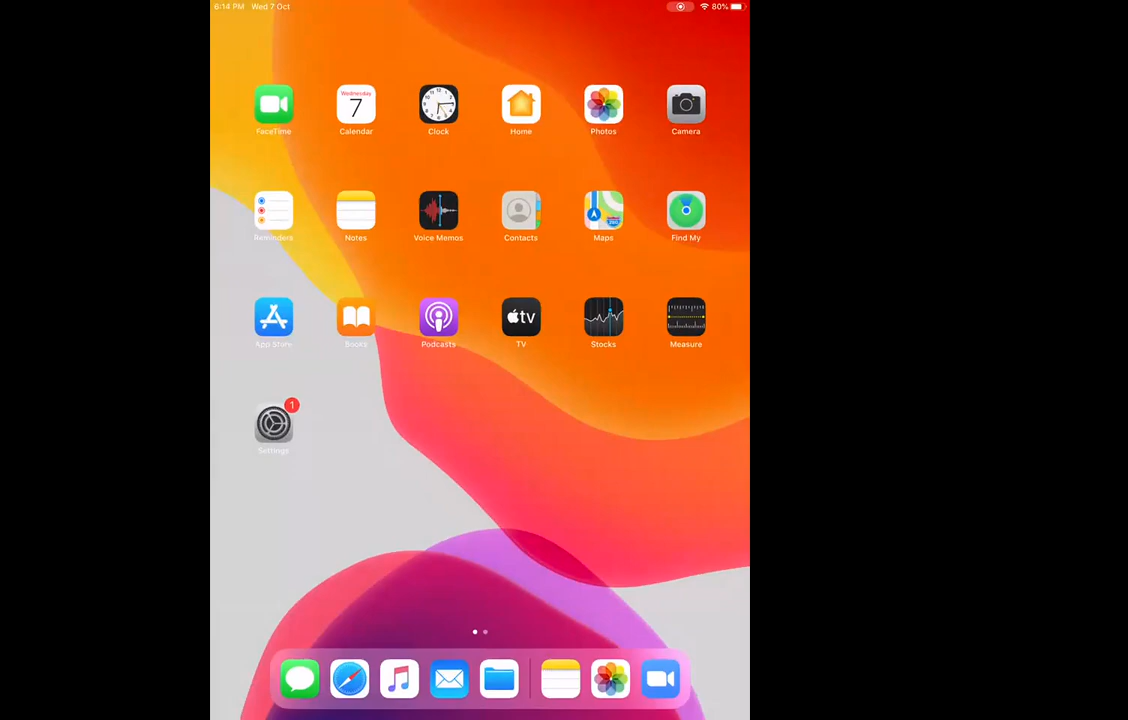 6:14 PM Wed 7 Oct
80%
Wednesday
7
FaceTime Calendar Clock Home Photos Camera
Reminders Notes Voice Memos Contacts Maps Find My
tv
App Store Books Podcasts TV Stocks Measure
1
Settings